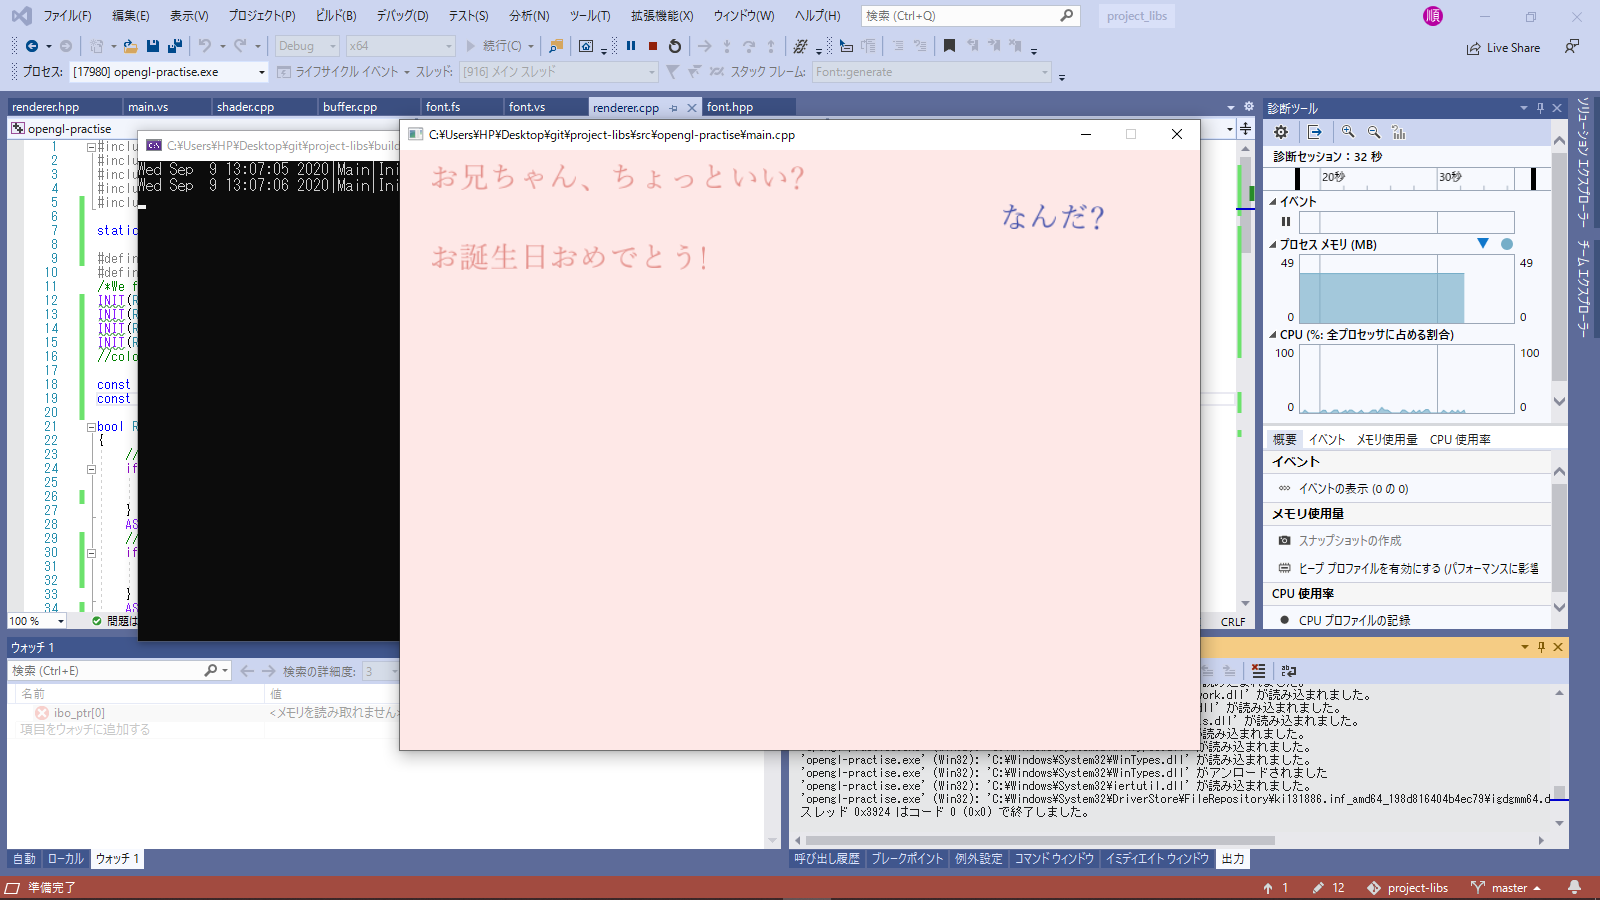 ファイル(F) 編集(E) 表示(V) プロジェクト(P) ビルド(B) デバッグ(D) テスト(S) 分析(N) ツール(T) 拡張機能(X) ウィンドウ(W) ヘルプ(H) 検索 (Ctrl+Q) project_libs 順
Debug x64 続行(C) Live Share
プロセス: [17980] opengl-practise.exe ライフサイクル イベント スレッド: [916] メイン スレッド スタック フレーム: Font::generate
renderer.hpp main.vs shader.cpp buffer.cpp font.fs font.vs renderer.cpp font.hpp
opengl-practise
C:¥Users¥HP¥Desktop¥git¥project-libs¥build
Wed Sep 9 13:07:05 2020|Main|Ini
Wed Sep 9 13:07:06 2020|Main|Ini
C:¥Users¥HP¥Desktop¥git¥project-libs¥src¥opengl-practise¥main.cpp
お兄ちゃん、ちょっといい?
なんだ?
お誕生日おめでとう!
1 #inclu
2 #inclu
3 #inclu
4 #inclu
5 #inclu
6
7 static
8
9 #defin
10 #defin
11 /*We f
12 INIT(R
13 INIT(R
14 INIT(R
15 INIT(R
16 //colo
17
18 const
19 const
20
21 bool R
22 {
23 //
24 if
25
26
27 }
28 AS
29 //
30 if
31
32
33 }
34 AS
100 % 問題は CRLF
診断ツール
診断セッション: 32 秒
20秒 30秒
イベント
プロセス メモリ (MB)
49 49
0 0
CPU (%: 全プロセッサに占める割合)
100 100
0 0
概要 イベント メモリ使用量 CPU 使用率
イベント
イベントの表示 (0 の 0)
メモリ使用量
スナップショットの作成
ヒープ プロファイルを有効にする (パフォーマンスに影響
CPU 使用率
CPU プロファイルの記録
ソリューション エクスプローラー
チーム エクスプローラー
ウォッチ 1
検索 (Ctrl+E) 検索の詳細度: 3
名前 値
ibo_ptr[0] <メモリを読み取れません>
項目をウォッチに追加する
自動 ローカル ウォッチ 1
work.dll' が読み込まれました。
dll' が読み込まれました。
s.dll' が読み込まれました。
読み込まれました。
が読み込まれました。
'opengl-practise.exe' (Win32): 'C:¥Windows¥System32¥WinTypes.dll' が読み込まれました。
'opengl-practise.exe' (Win32): 'C:¥Windows¥System32¥WinTypes.dll' がアンロードされました
'opengl-practise.exe' (Win32): 'C:¥Windows¥System32¥iertutil.dll' が読み込まれました。
'opengl-practise.exe' (Win32): 'C:¥Windows¥System32¥DriverStore¥FileRepository¥ki131886.inf_amd64_198d816404b4ec79¥igdgmm64.d
スレッド 0x3924 はコード 0 (0x0) で終了しました。
呼び出し履歴 ブレークポイント 例外設定 コマンド ウィンドウ イミディエイト ウィンドウ 出力
準備完了 1 12 project-libs master